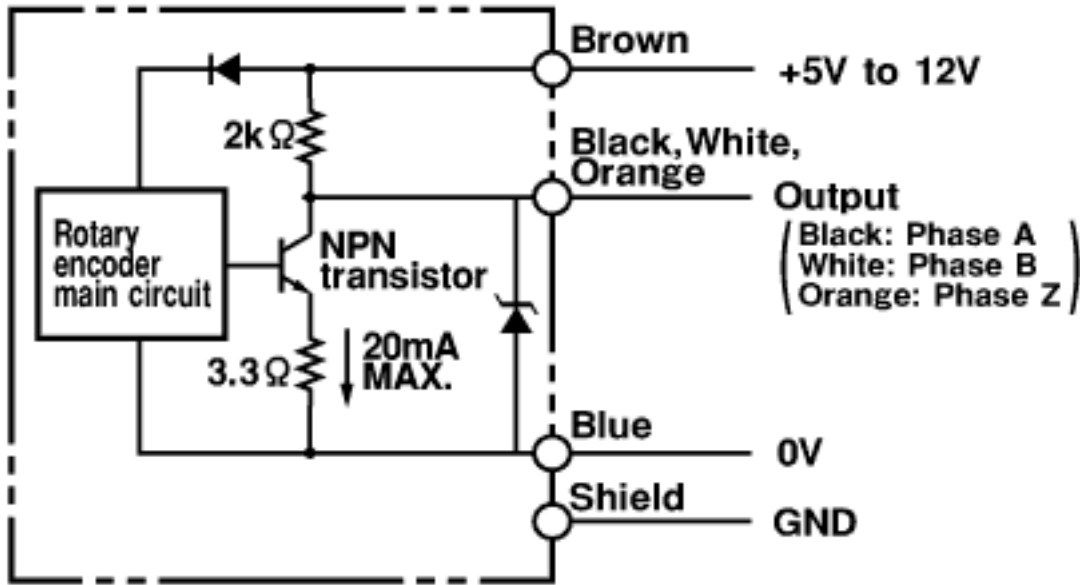 Brown
+5V to 12V
2kΩ
Black, White,
Orange
Output
(Black: Phase A
White: Phase B
Orange: Phase Z)
Rotary
encoder
main circuit
NPN
transistor
3.3Ω
20mA
MAX.
Blue
0V
Shield
GND